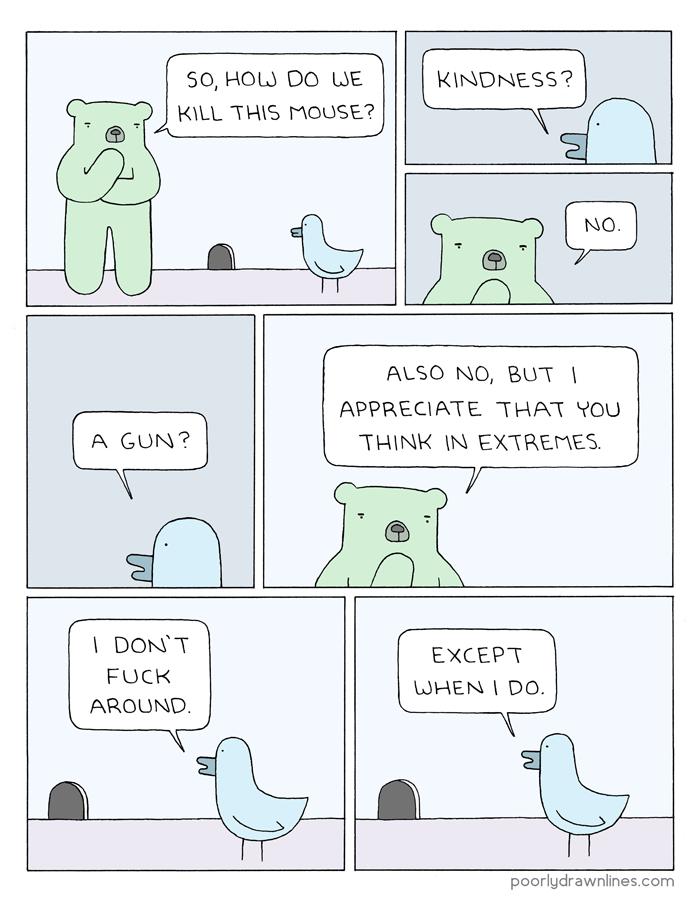 SO, HOW DO WE
KILL THIS MOUSE?
KINDNESS?
NO.
A GUN?
ALSO NO, BUT I
APPRECIATE THAT YOU
THINK IN EXTREMES.
I DON'T
FUCK
AROUND.
EXCEPT
WHEN I DO.
poorlydrawnlines.com